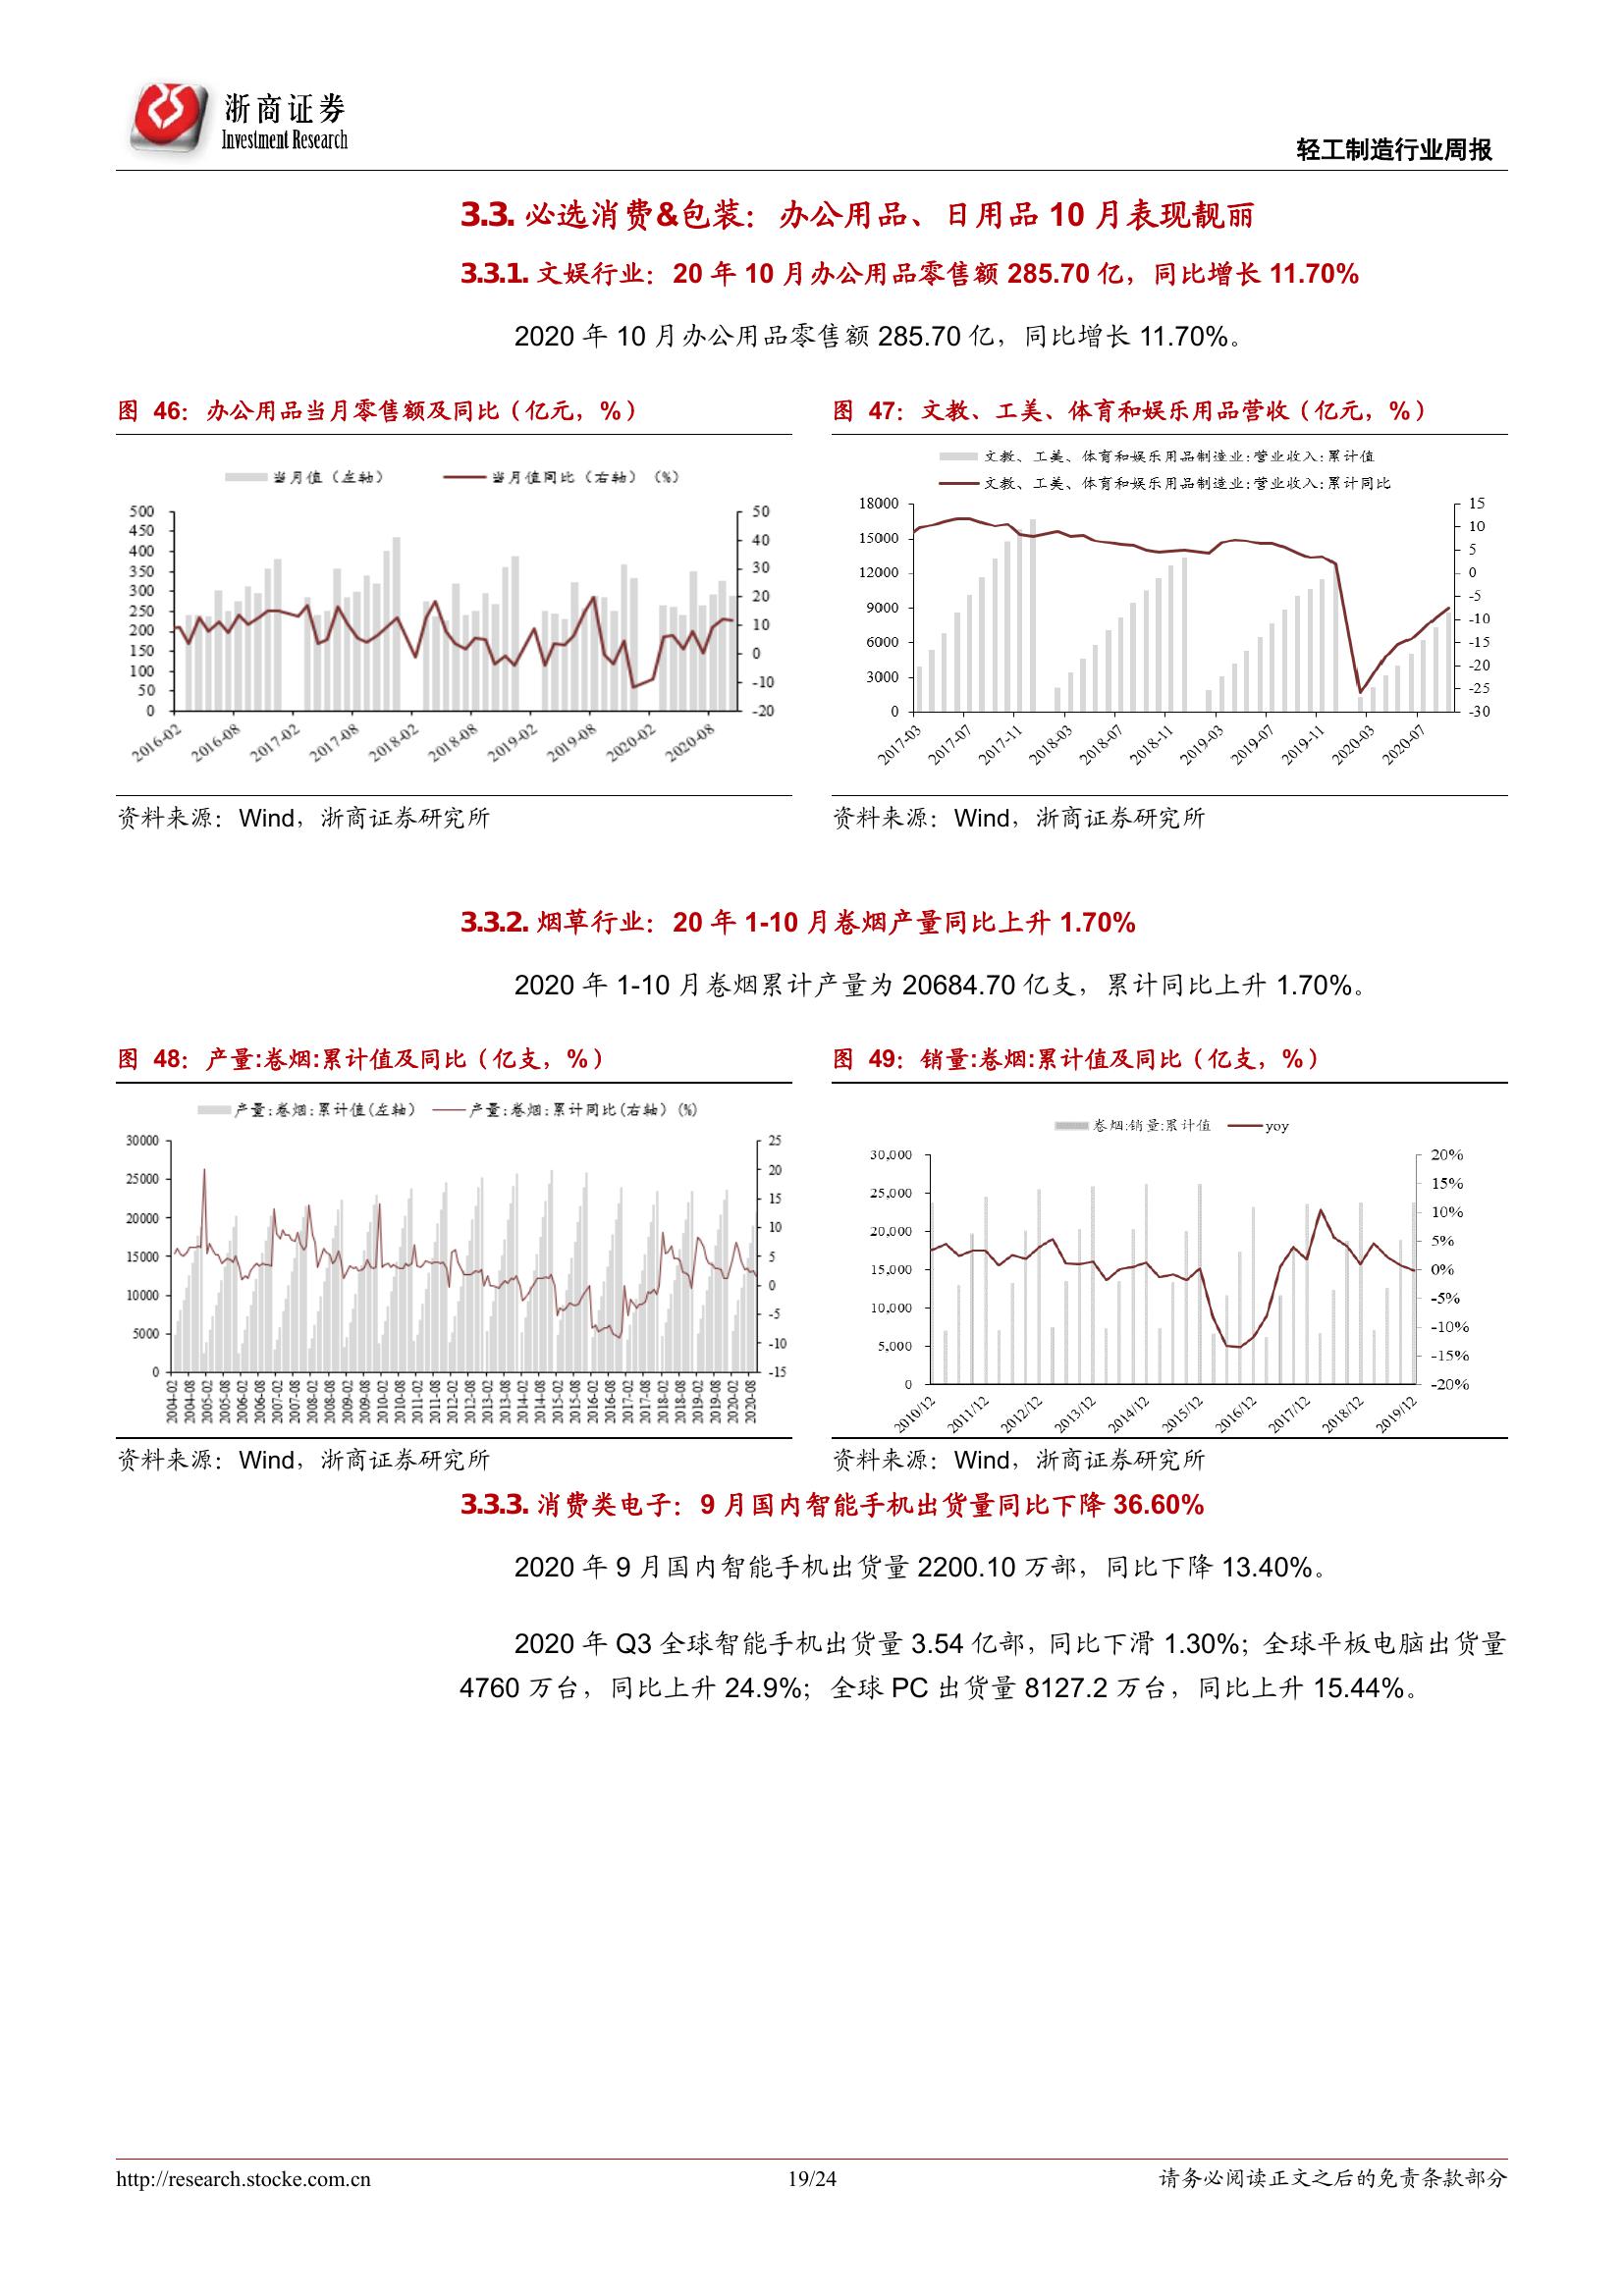 浙商证券
Investment Research
轻工制造行业周报
3.3. 必选消费&包装：办公用品、日用品 10 月表现靓丽
3.3.1. 文娱行业：20 年 10 月办公用品零售额 285.70 亿，同比增长 11.70%
2020 年 10 月办公用品零售额 285.70 亿，同比增长 11.70%。
图 46：办公用品当月零售额及同比（亿元，%）
当月值（左轴） 当月值同比（右轴）（%）
500 50
450
400 40
350
300 30
250 20
200 10
150 0
100
50 -10
0 -20
2016-02 2016-08 2017-02 2017-08 2018-02 2018-08 2019-02 2019-08 2020-02 2020-08
资料来源：Wind，浙商证券研究所
图 47：文教、工美、体育和娱乐用品营收（亿元，%）
文教、工美、体育和娱乐用品制造业:营业收入:累计值
文教、工美、体育和娱乐用品制造业:营业收入:累计同比
18000 15
15000 10
12000 5
9000 0
6000 -5
3000 -10
0 -15
-20
-25
-30
2017-03 2017-07 2017-11 2018-03 2018-07 2018-11 2019-03 2019-07 2019-11 2020-03 2020-07
资料来源：Wind，浙商证券研究所
3.3.2. 烟草行业：20 年 1-10 月卷烟产量同比上升 1.70%
2020 年 1-10 月卷烟累计产量为 20684.70 亿支，累计同比上升 1.70%。
图 48：产量:卷烟:累计值及同比（亿支，%）
产量:卷烟:累计值(左轴) 产量:卷烟:累计同比(右轴)(%)
30000 25
25000 20
20000 15
15000 10
10000 5
5000 0
0 -5
-10
-15
2004-02 2004-08 2005-02 2005-08 2006-02 2006-08 2007-02 2007-08 2008-02 2008-08 2009-02 2009-08 2010-02 2010-08 2011-02 2011-08 2012-02 2012-08 2013-02 2013-08 2014-02 2014-08 2015-02 2015-08 2016-02 2016-08 2017-02 2017-08 2018-02 2018-08 2019-02 2019-08 2020-02 2020-08
资料来源：Wind，浙商证券研究所
图 49：销量:卷烟:累计值及同比（亿支，%）
卷烟:销量:累计值 yoy
30,000 20%
25,000 15%
20,000 10%
15,000 5%
10,000 0%
5,000 -5%
0 -10%
-15%
-20%
2010/12 2011/12 2012/12 2013/12 2014/12 2015/12 2016/12 2017/12 2018/12 2019/12
资料来源：Wind，浙商证券研究所
3.3.3. 消费类电子：9 月国内智能手机出货量同比下降 36.60%
2020 年 9 月国内智能手机出货量 2200.10 万部，同比下降 13.40%。
2020 年 Q3 全球智能手机出货量 3.54 亿部，同比下滑 1.30%；全球平板电脑出货量
4760 万台，同比上升 24.9%；全球 PC 出货量 8127.2 万台，同比上升 15.44%。
http://research.stocke.com.cn 19/24 请务必阅读正文之后的免责条款部分